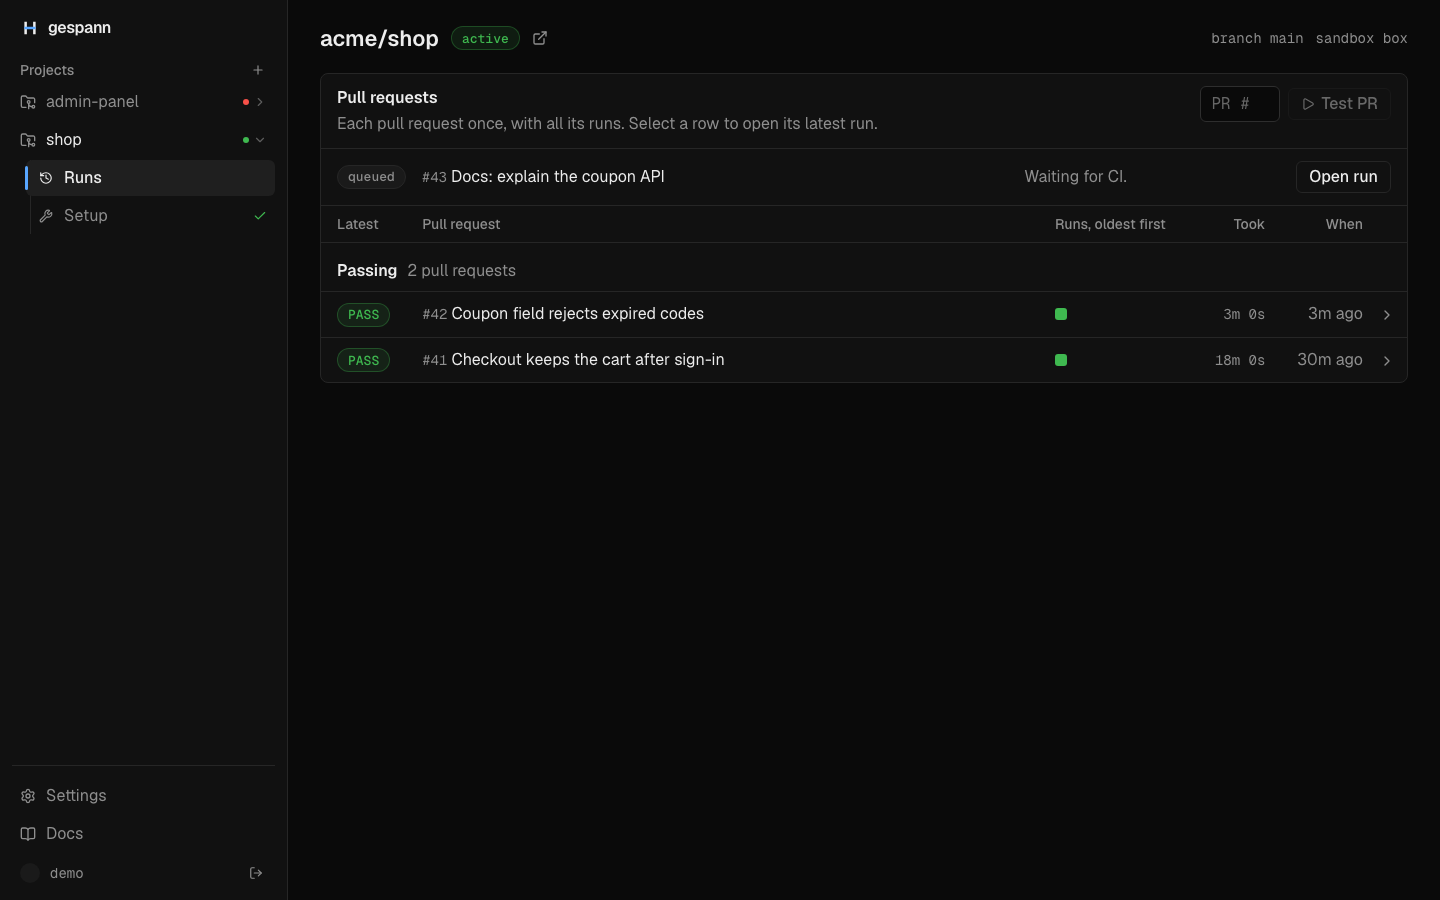 gespann
Projects
admin-panel
shop
Runs
Setup
Settings
Docs
demo
acme/shop active
branch main sandbox box
Pull requests
Each pull request once, with all its runs. Select a row to open its latest run.
PR #
Test PR
queued #43 Docs: explain the coupon API Waiting for CI. Open run
Latest Pull request Runs, oldest first Took When
Passing 2 pull requests
PASS #42 Coupon field rejects expired codes 3m 0s 3m ago
PASS #41 Checkout keeps the cart after sign-in 18m 0s 30m ago